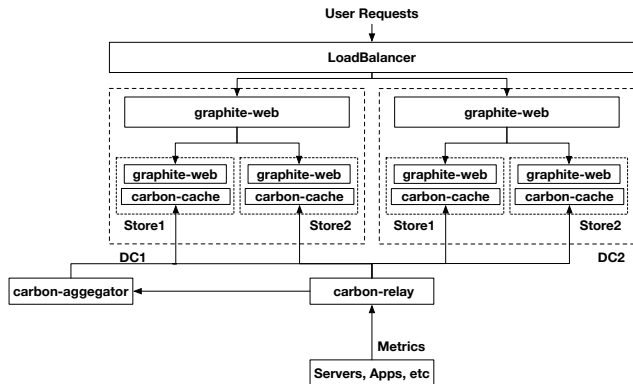 User Requests
LoadBalancer
graphite-web
graphite-web
graphite-web
graphite-web
graphite-web
graphite-web
carbon-cache
carbon-cache
carbon-cache
carbon-cache
Store1
Store2
Store1
Store2
DC1
DC2
carbon-aggegator
carbon-relay
Metrics
Servers, Apps, etc